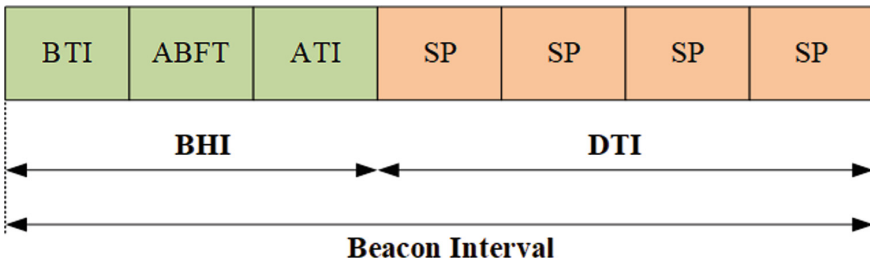 BTI ABFT ATI SP SP SP SP
BHI DTI
Beacon Interval